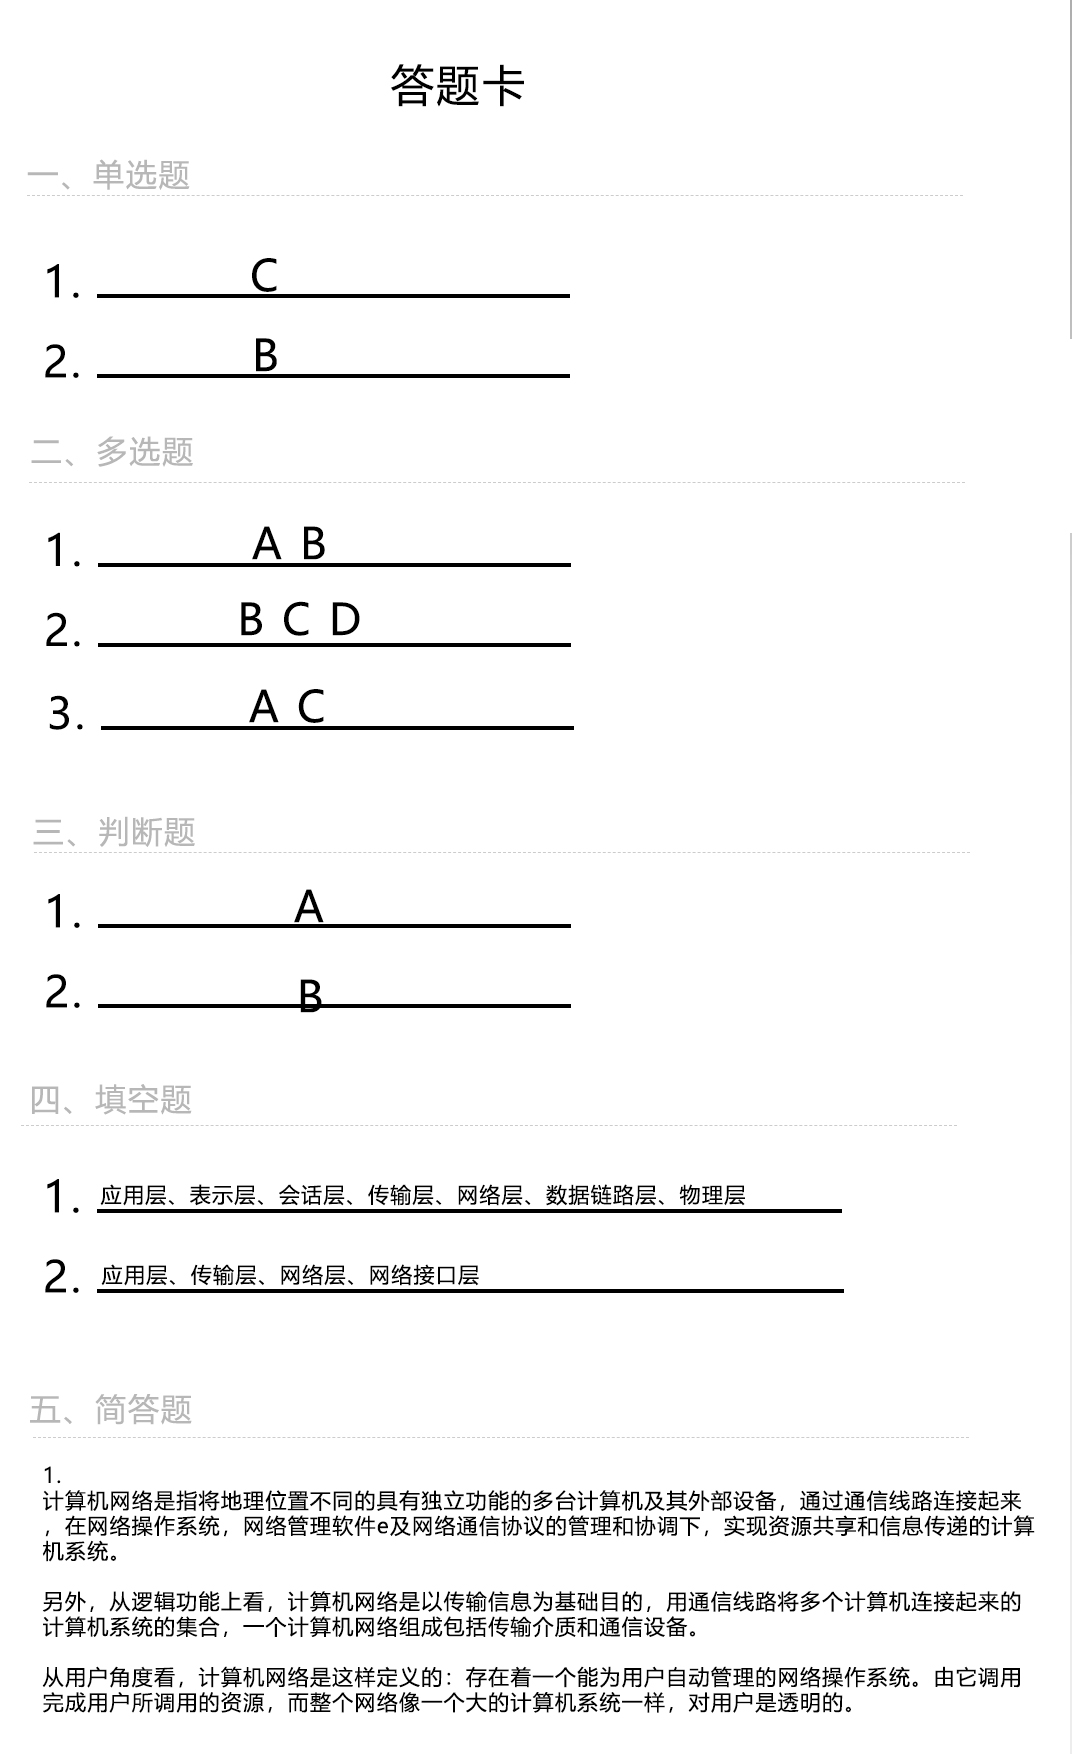 答题卡
一、单选题
1. C
2. B
二、多选题
1. A B
2. B C D
3. A C
三、判断题
1. A
2. B
四、填空题
1. 应用层、表示层、会话层、传输层、网络层、数据链路层、物理层
2. 应用层、传输层、网络层、网络接口层
五、简答题
1.
计算机网络是指将地理位置不同的具有独立功能的多台计算机及其外部设备，通过通信线路连接起来
，在网络操作系统，网络管理软件e及网络通信协议的管理和协调下，实现资源共享和信息传递的计算
机系统。
另外，从逻辑功能上看，计算机网络是以传输信息为基础目的，用通信线路将多个计算机连接起来的
计算机系统的集合，一个计算机网络组成包括传输介质和通信设备。
从用户角度看，计算机网络是这样定义的：存在着一个能为用户自动管理的网络操作系统。由它调用
完成用户所调用的资源，而整个网络像一个大的计算机系统一样，对用户是透明的。